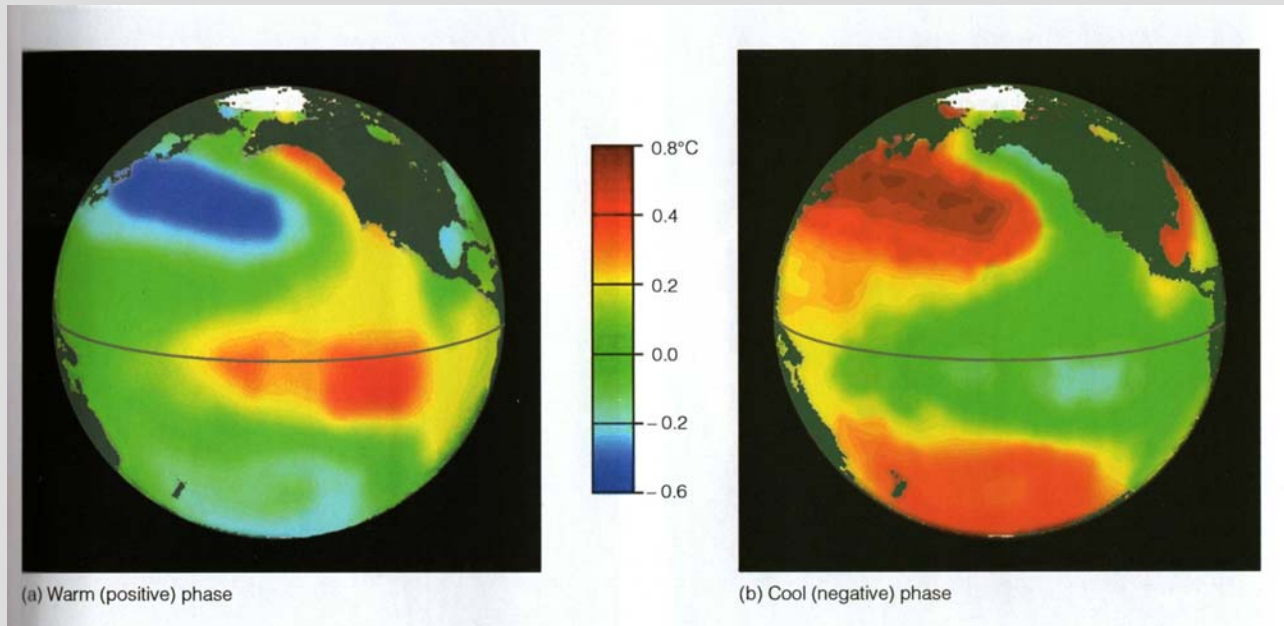 0.8°C
0.4
0.2
0.0
– 0.2
– 0.6
(a) Warm (positive) phase
(b) Cool (negative) phase